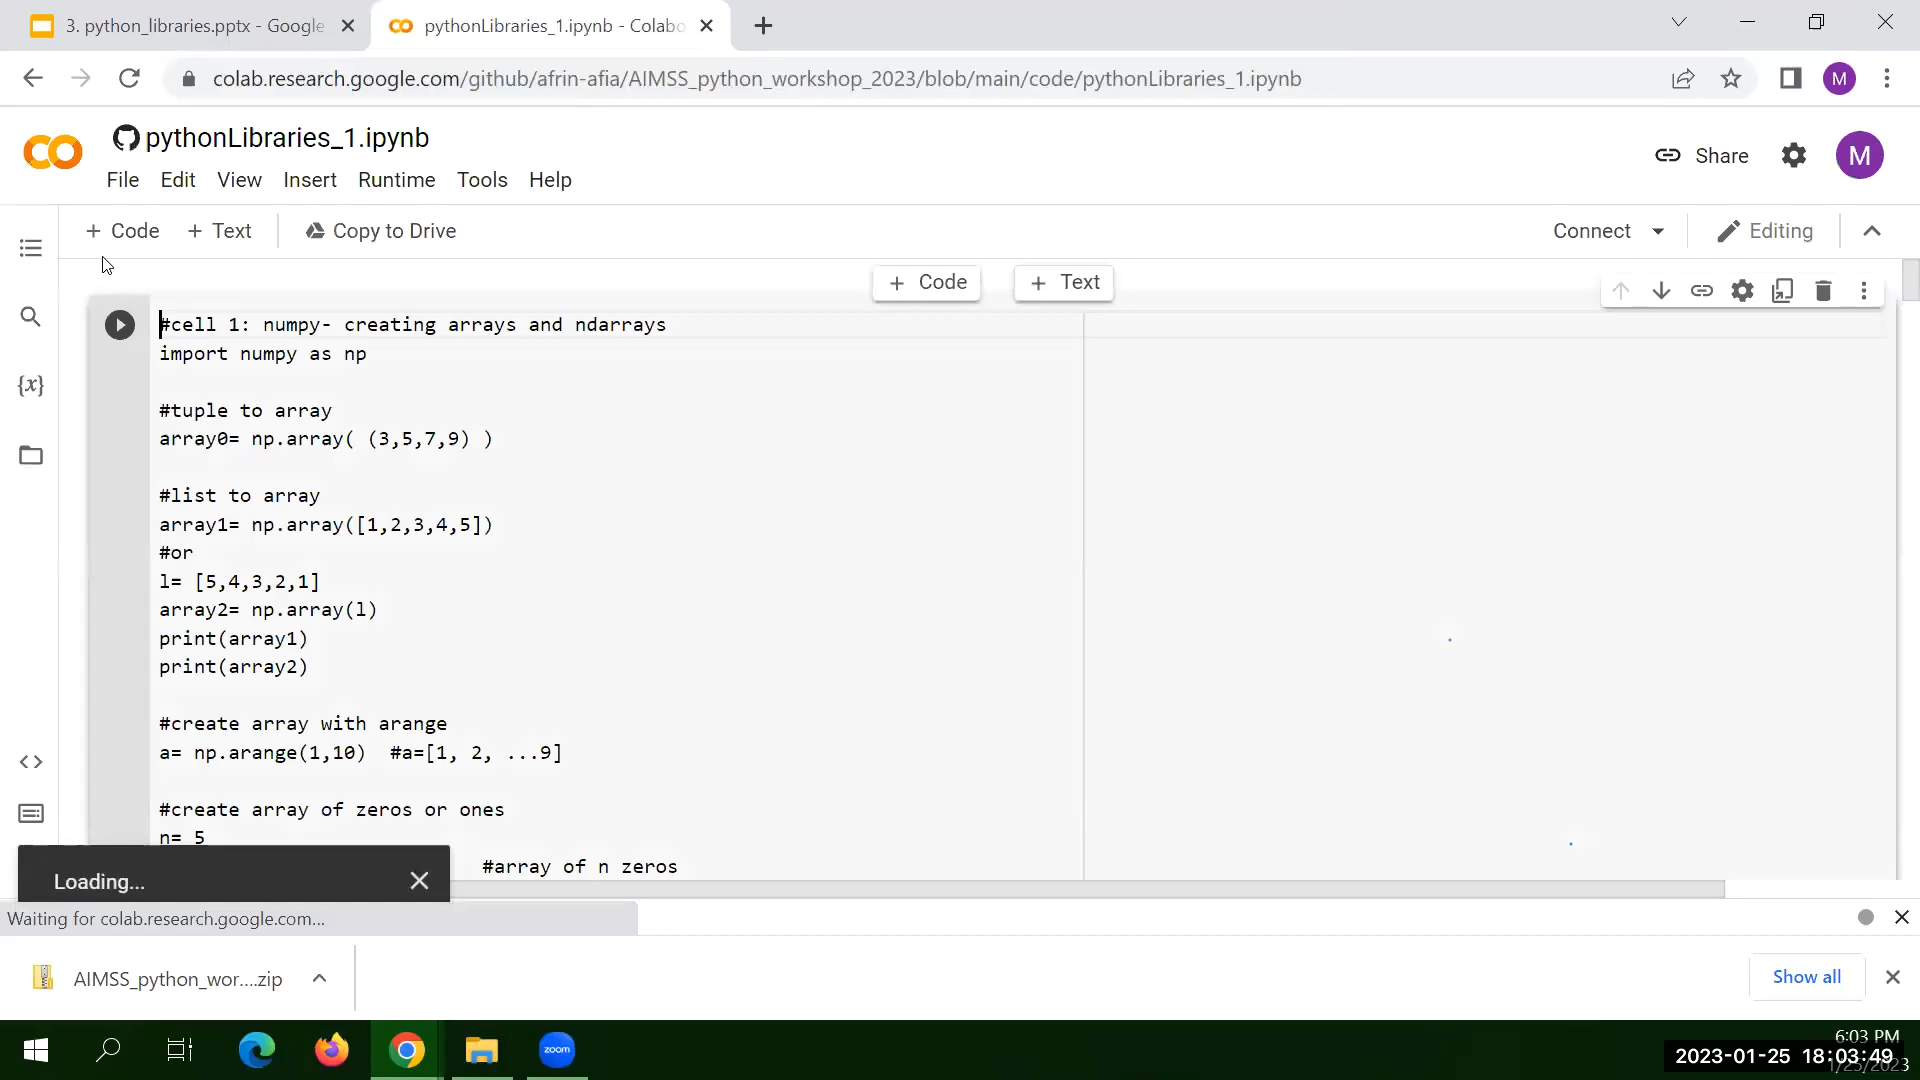 3. python_libraries.pptx - Google
pythonLibraries_1.ipynb - Colabo
colab.research.google.com/github/afrin-afia/AIMSS_python_workshop_2023/blob/main/code/pythonLibraries_1.ipynb
M
pythonLibraries_1.ipynb
Share
M
File Edit View Insert Runtime Tools Help
+ Code + Text Copy to Drive
Connect
Editing
+ Code + Text
{x}
#cell 1: numpy- creating arrays and ndarrays
import numpy as np
#tuple to array
array0= np.array( (3,5,7,9) )
#list to array
array1= np.array([1,2,3,4,5])
#or
l= [5,4,3,2,1]
array2= np.array(l)
print(array1)
print(array2)
#create array with arange
a= np.arange(1,10)  #a=[1, 2, ...9]
#create array of zeros or ones
n= 5
#array of n zeros
Loading...
Waiting for colab.research.google.com...
AIMSS_python_wor....zip
Show all
zoom
6:03 PM
2023-01-25 18:03:49